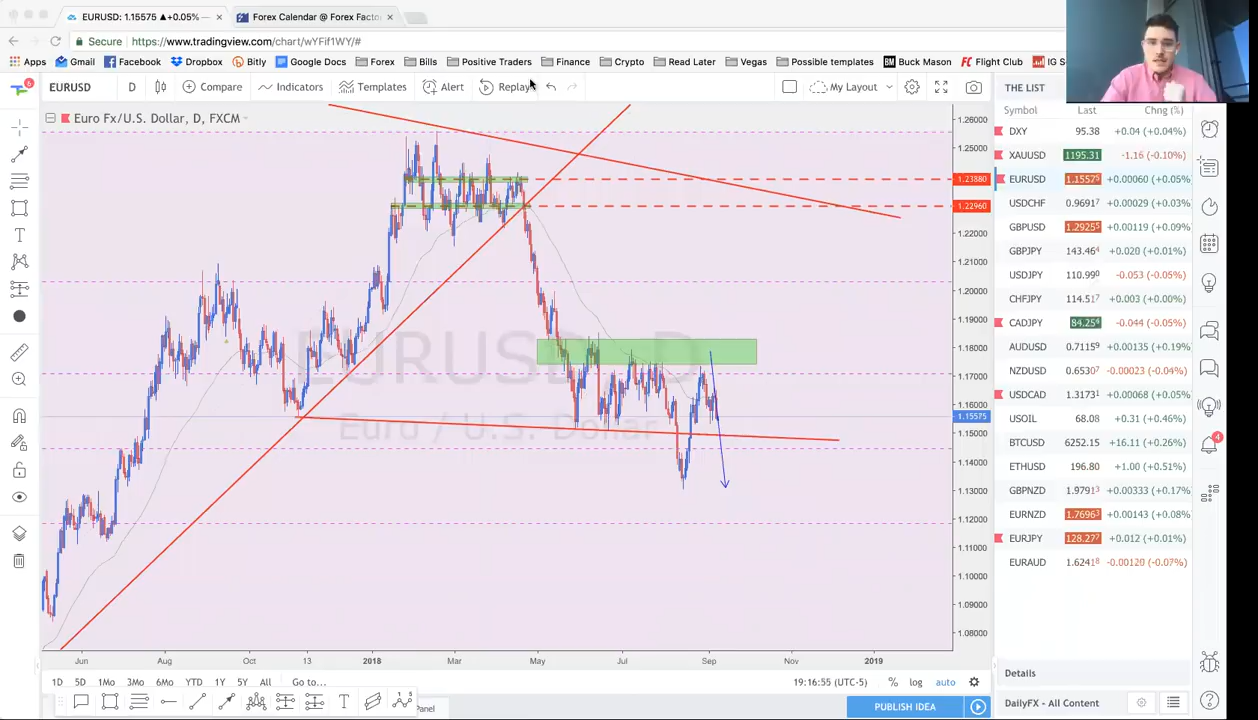 EURUSD: 1.15575 ▲+0.05% —
Forex Calendar @ Forex Facto
Secure https://www.tradingview.com/chart/wYFif1WY/#
Apps Gmail Facebook Dropbox Bitly Google Docs Forex Bills Positive Traders Finance Crypto Read Later Vegas Possible templates Buck Mason Flight Club IG S
6 EURUSD D Compare Indicators Templates Alert Replay My Layout
THE LIST
Symbol Last Chng (%)
Euro Fx/U.S. Dollar, D, FXCM
DXY 95.38 +0.04 (+0.04%)
XAUUSD 1195.31 -1.16 (-0.10%)
EURUSD 1.15575 +0.00060 (+0.05%)
USDCHF 0.96917 +0.00029 (+0.03%)
GBPUSD 1.29255 +0.00119 (+0.09%)
GBPJPY 143.464 +0.020 (+0.01%)
USDJPY 110.990 -0.053 (-0.05%)
CHFJPY 114.517 +0.003 (+0.00%)
CADJPY 84.254 -0.044 (-0.05%)
AUDUSD 0.71159 +0.00135 (+0.19%)
NZDUSD 0.65307 -0.00023 (-0.04%)
USDCAD 1.31731 +0.00068 (+0.05%)
USOIL 68.08 +0.31 (+0.46%)
BTCUSD 6252.15 +16.11 (+0.26%)
ETHUSD 196.80 +1.00 (+0.51%)
GBPNZD 1.97913 +0.00333 (+0.17%)
EURNZD 1.76963 +0.00143 (+0.08%
EURJPY 128.277 +0.012 (+0.01%)
EURAUD 1.62418 -0.00120 (-0.07%)
4
1.26000
1.25000
1.23880
1.22960
1.22000
1.21000
1.20000
1.19000
1.18000
1.17000
1.16000
1.15575
1.15000
1.14000
1.13000
1.12000
1.11000
1.10000
1.09000
1.08000
EURUSD, D
Euro / U.S. Dollar
Jun Aug Oct 13 2018 Mar May Jul Sep Nov 2019
1D 5D 1Mo 3Mo 6Mo YTD 1Y 5Y All Go to... 19:16:55 (UTC-5) % log auto
Details
Panel
PUBLISH IDEA
DailyFX - All Content